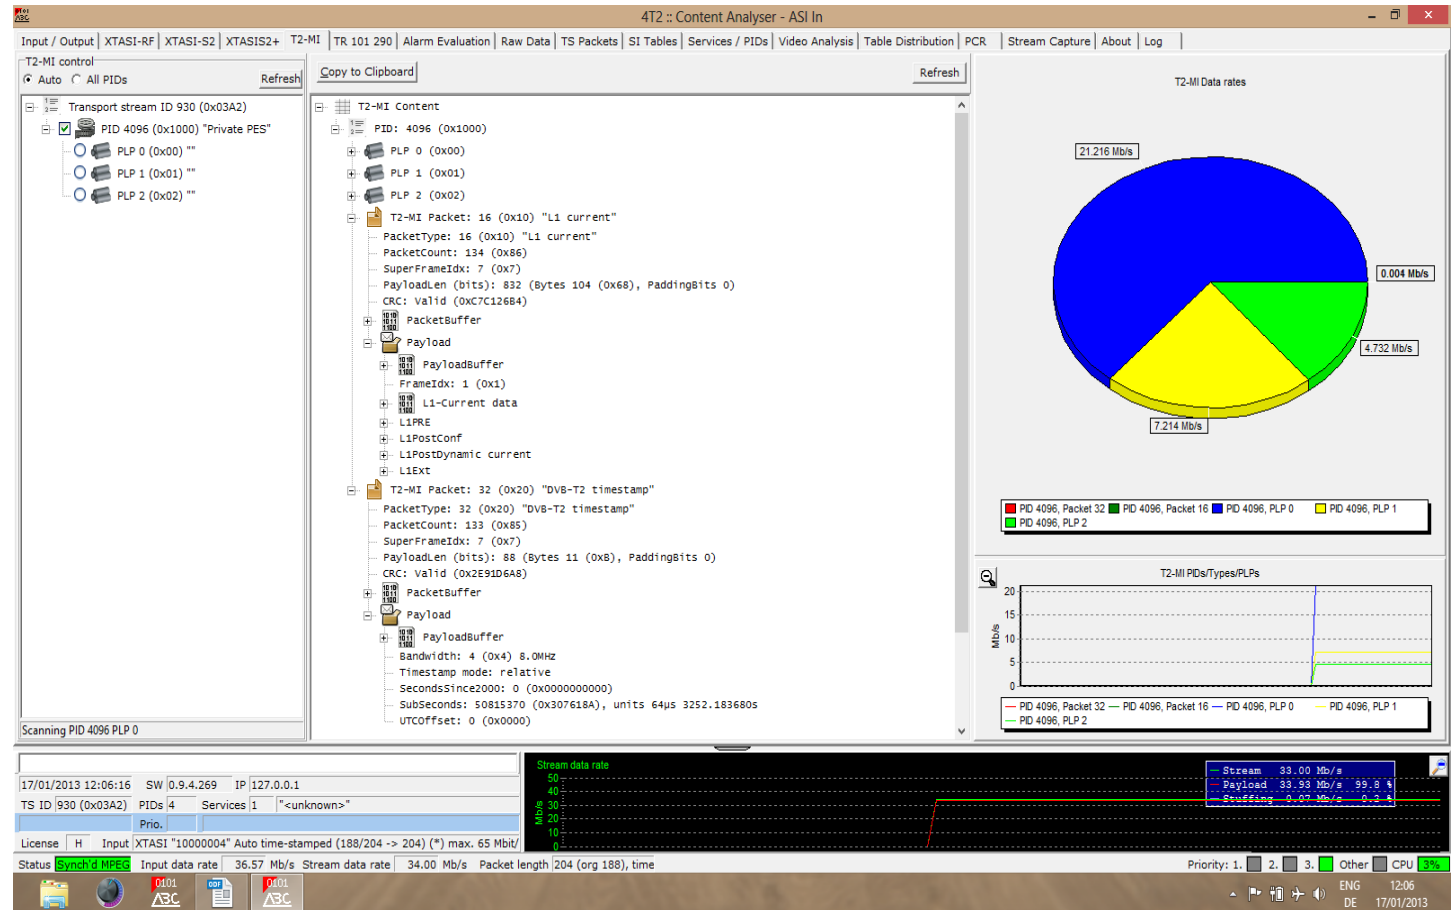 4T2 :: Content Analyser - ASI In
Input / Output XTASI-RF XTASI-S2 XTASIS2+ T2-MI TR 101 290 Alarm Evaluation Raw Data TS Packets SI Tables Services / PIDs Video Analysis Table Distribution PCR Stream Capture About Log
T2-MI control
Auto All PIDs Refresh
Transport stream ID 930 (0x03A2)
PID 4096 (0x1000) "Private PES"
PLP 0 (0x00) ""
PLP 1 (0x01) ""
PLP 2 (0x02) ""
Scanning PID 4096 PLP 0
Copy to Clipboard Refresh
T2-MI Content
PID: 4096 (0x1000)
PLP 0 (0x00)
PLP 1 (0x01)
PLP 2 (0x02)
T2-MI Packet: 16 (0x10) "L1 current"
PacketType: 16 (0x10) "L1 current"
PacketCount: 134 (0x86)
SuperFrameIdx: 7 (0x7)
PayloadLen (bits): 832 (Bytes 104 (0x68), PaddingBits 0)
CRC: Valid (0xC7C126B4)
PacketBuffer
Payload
PayloadBuffer
FrameIdx: 1 (0x1)
L1-Current data
L1PRE
L1PostConf
L1PostDynamic current
L1Ext
T2-MI Packet: 32 (0x20) "DVB-T2 timestamp"
PacketType: 32 (0x20) "DVB-T2 timestamp"
PacketCount: 133 (0x85)
SuperFrameIdx: 7 (0x7)
PayloadLen (bits): 88 (Bytes 11 (0xB), PaddingBits 0)
CRC: Valid (0x2E91D6A8)
PacketBuffer
Payload
PayloadBuffer
Bandwidth: 4 (0x4) 8.0MHz
Timestamp mode: relative
SecondsSince2000: 0 (0x0000000000)
SubSeconds: 50815370 (0x307618A), units 64µs 3252.183680s
UTCOffset: 0 (0x0000)
T2-MI Data rates
21.216 Mb/s
0.004 Mb/s
4.732 Mb/s
7.214 Mb/s
PID 4096, Packet 32 PID 4096, Packet 16 PID 4096, PLP 0 PID 4096, PLP 1
PID 4096, PLP 2
T2-MI PIDs/Types/PLPs
Mb/s
20
15
10
5
0
PID 4096, Packet 32 PID 4096, Packet 16 PID 4096, PLP 0 PID 4096, PLP 1
PID 4096, PLP 2
17/01/2013 12:06:16 SW 0.9.4.269 IP 127.0.0.1
TS ID 930 (0x03A2) PIDs 4 Services 1 "<unknown>"
Prio.
License H Input XTASI "10000004" Auto time-stamped (188/204 -> 204) (*) max. 65 Mbit/
Stream data rate
Mb/s
50
40
30
20
10
0
Stream 33.00 Mb/s
Payload 33.93 Mb/s 99.8 %
Stuffing 0.07 Mb/s 0.2 %
Status Synch'd MPEG Input data rate 36.57 Mb/s Stream data rate 34.00 Mb/s Packet length 204 (org 188), time Priority: 1. 2. 3. Other CPU 3%
0101 ABC
ODF
0101 ABC
ENG 12:06
DE 17/01/2013